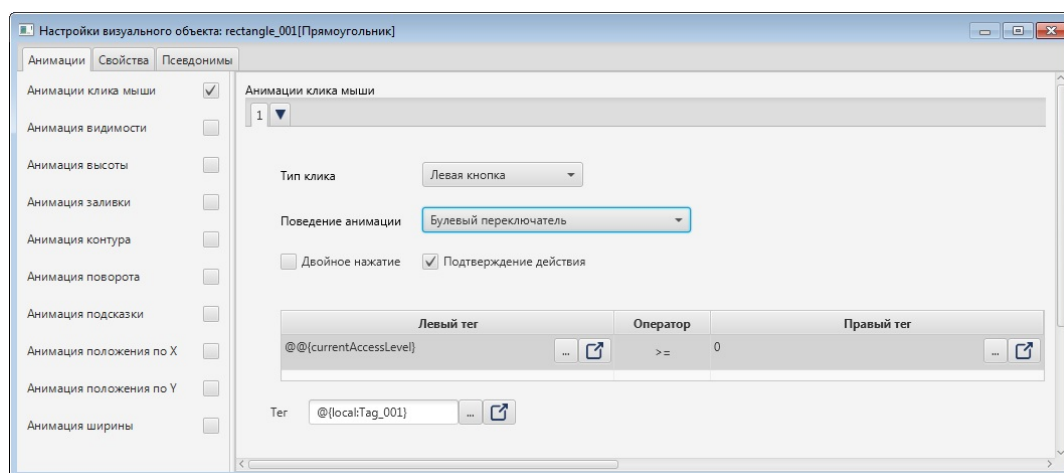 Настройки визуального объекта: rectangle_001[Прямоугольник]
Анимации Свойства Псевдонимы
Анимации клика мыши
Анимация видимости
Анимация высоты
Анимация заливки
Анимация контура
Анимация поворота
Анимация подсказки
Анимация положения по X
Анимация положения по Y
Анимация ширины
Анимации клика мыши
1
Тип клика Левая кнопка
Поведение анимации Булевый переключатель
Двойное нажатие Подтверждение действия
Левый тег Оператор Правый тег
@@{currentAccessLevel} ... >= 0 ...
Тег @{local:Tag_001} ...